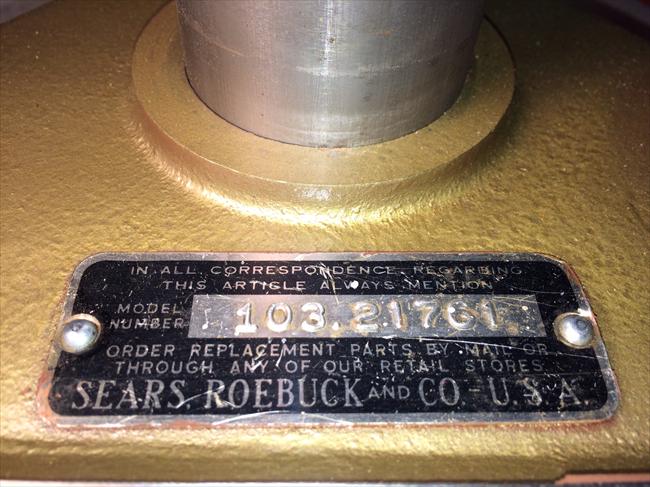 IN ALL CORRESPONDENCE REGARDING
THIS ARTICLE ALWAYS MENTION
MODEL NUMBER 103.21761
ORDER REPLACEMENT PARTS BY MAIL OR
THROUGH ANY OF OUR RETAIL STORES
SEARS, ROEBUCK AND CO. - U. S. A.